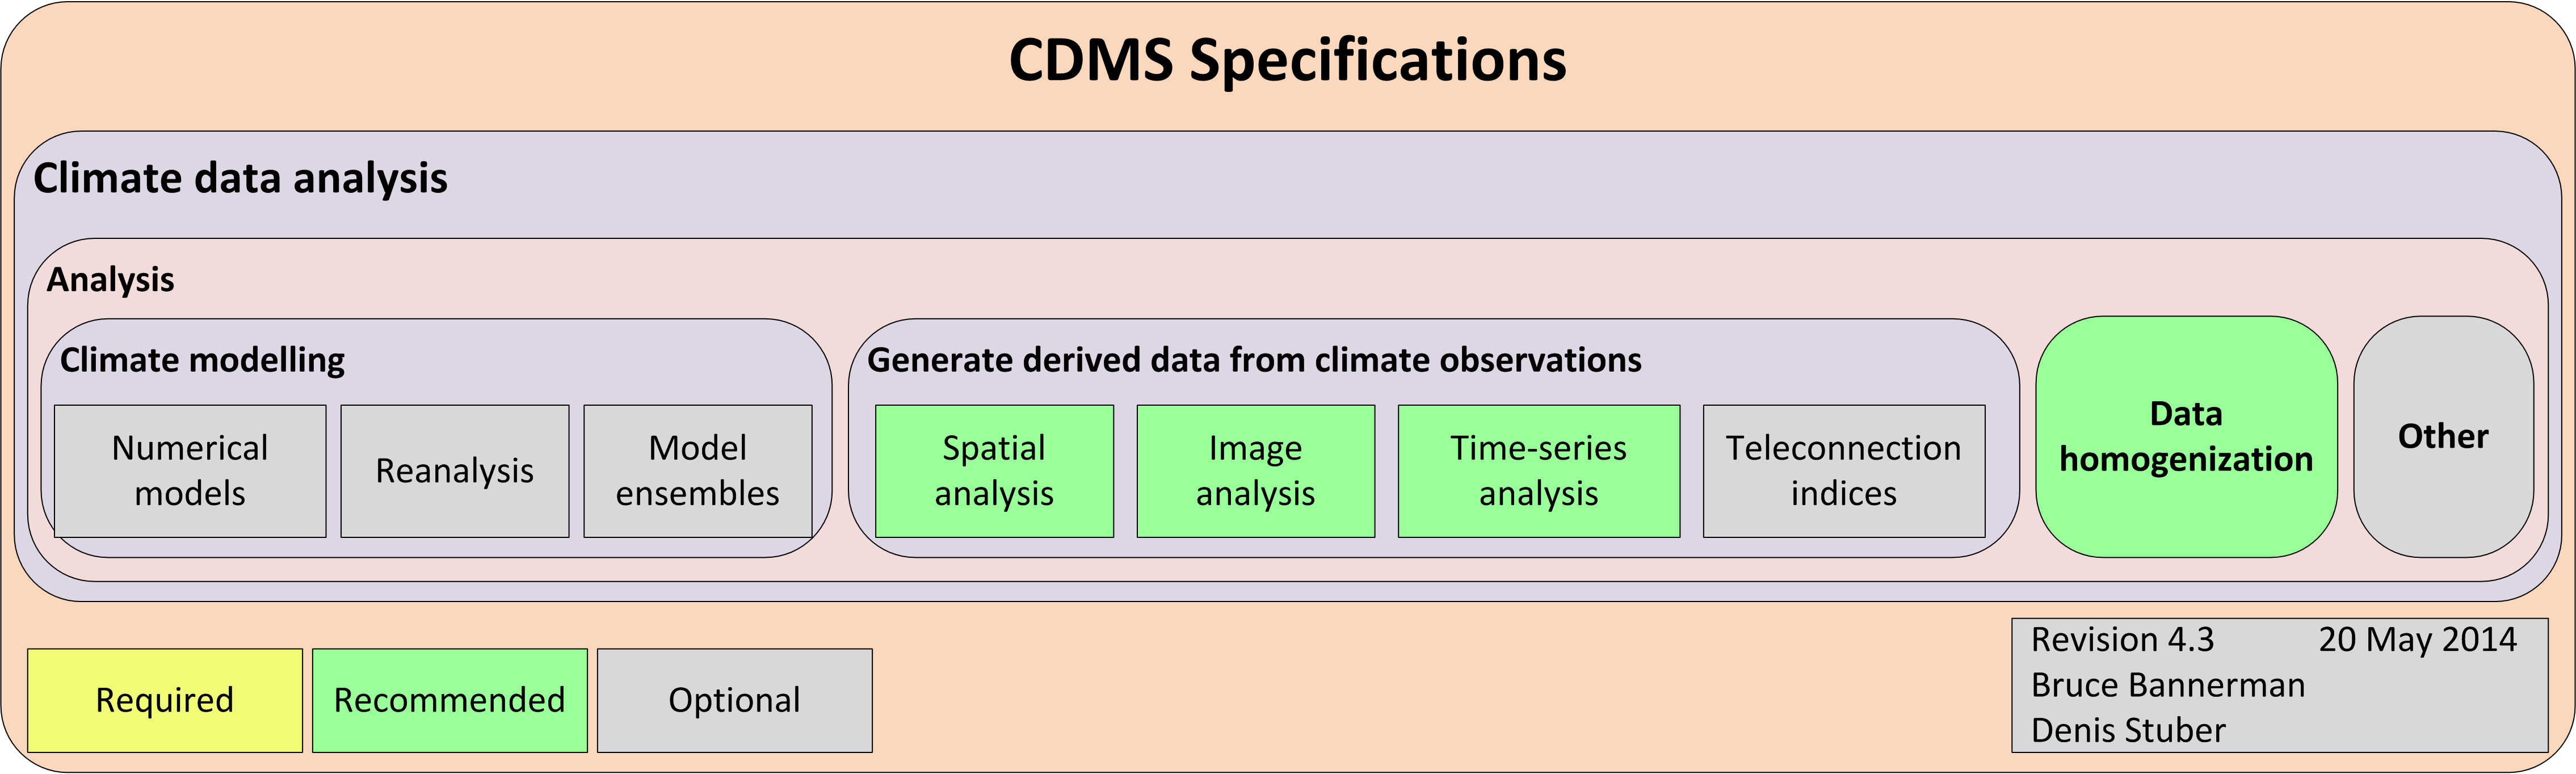 CDMS Specifications
Climate data analysis
Analysis
Climate modelling
Numerical
models
Reanalysis
Model
ensembles
Generate derived data from climate observations
Spatial
analysis
Image
analysis
Time-series
analysis
Teleconnection
indices
Data
homogenization
Other
Required
Recommended
Optional
Revision 4.3 20 May 2014
Bruce Bannerman
Denis Stuber